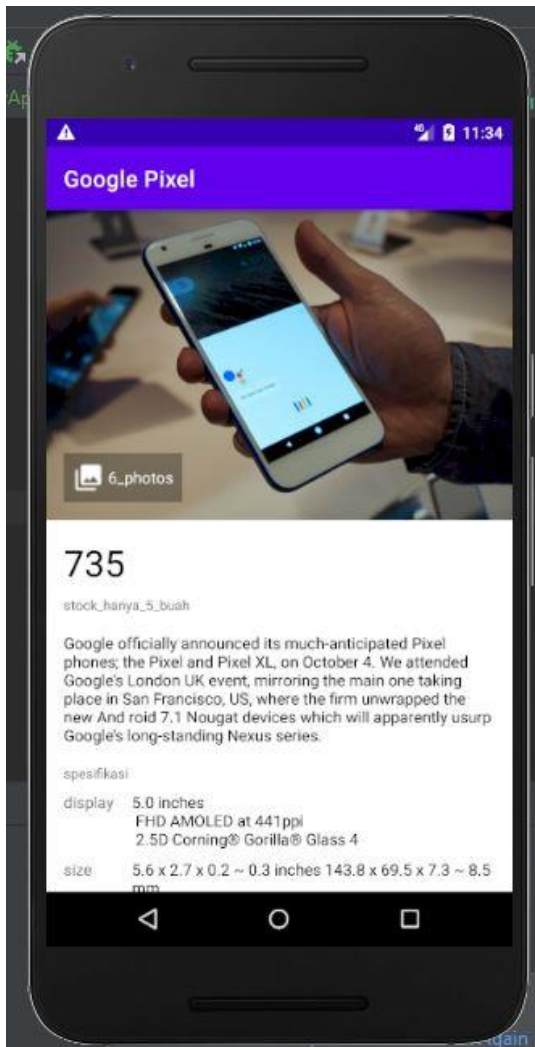 Ap
4G 11:34
Google Pixel
6_photos
735
stock_hanya_5_buah
Google officially announced its much-anticipated Pixel
phones; the Pixel and Pixel XL, on October 4. We attended
Google's London UK event, mirroring the main one taking
place in San Francisco, US, where the firm unwrapped the
new And roid 7.1 Nougat devices which will apparently usurp
Google's long-standing Nexus series.
spesifikasi
display 5.0 inches
FHD AMOLED at 441ppi
2.5D Corning® Gorilla® Glass 4
size 5.6 x 2.7 x 0.2 ~ 0.3 inches 143.8 x 69.5 x 7.3 ~ 8.5
mm